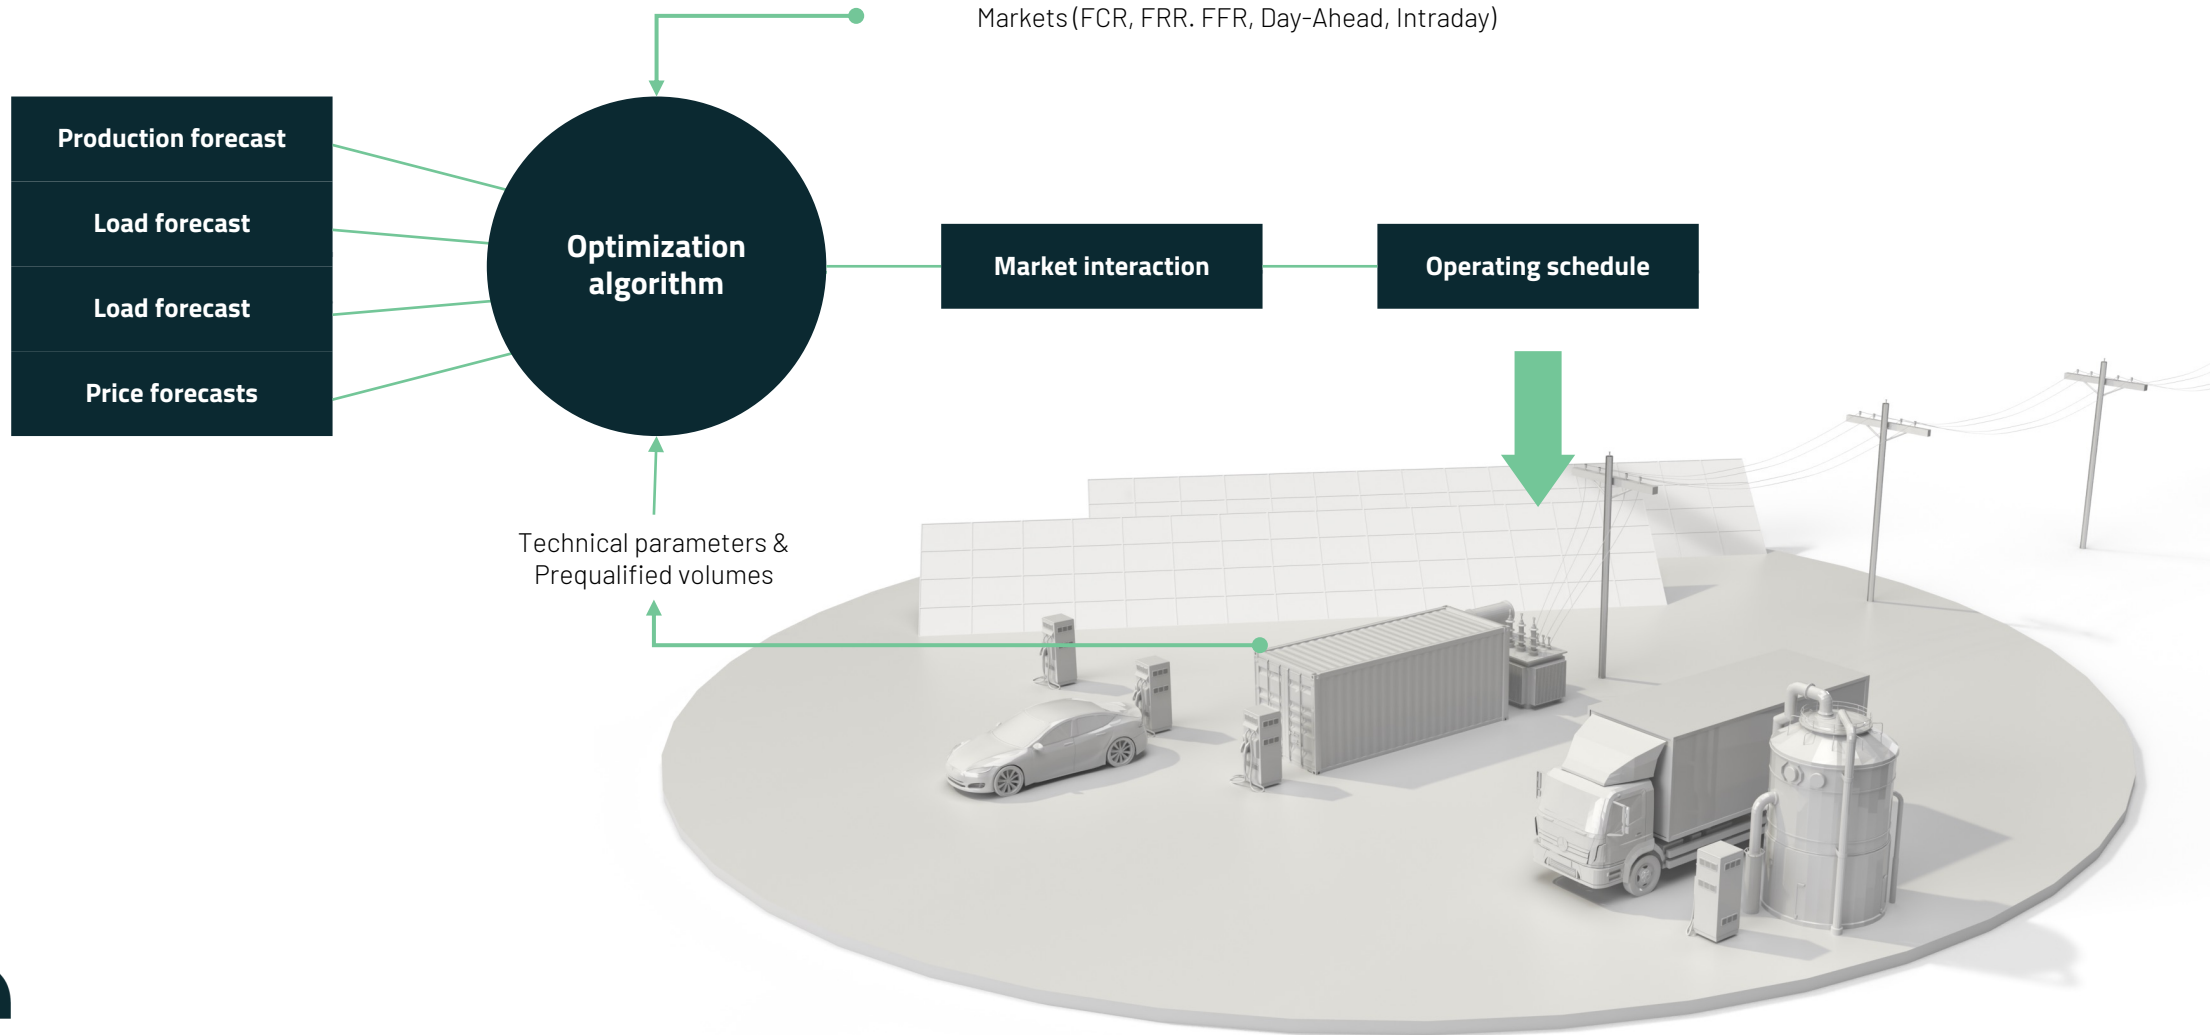 Markets (FCR, FRR. FFR, Day-Ahead, Intraday)
Production forecast
Load forecast
Load forecast
Price forecasts
Optimization
algorithm
Market interaction
Operating schedule
Technical parameters &
Prequalified volumes